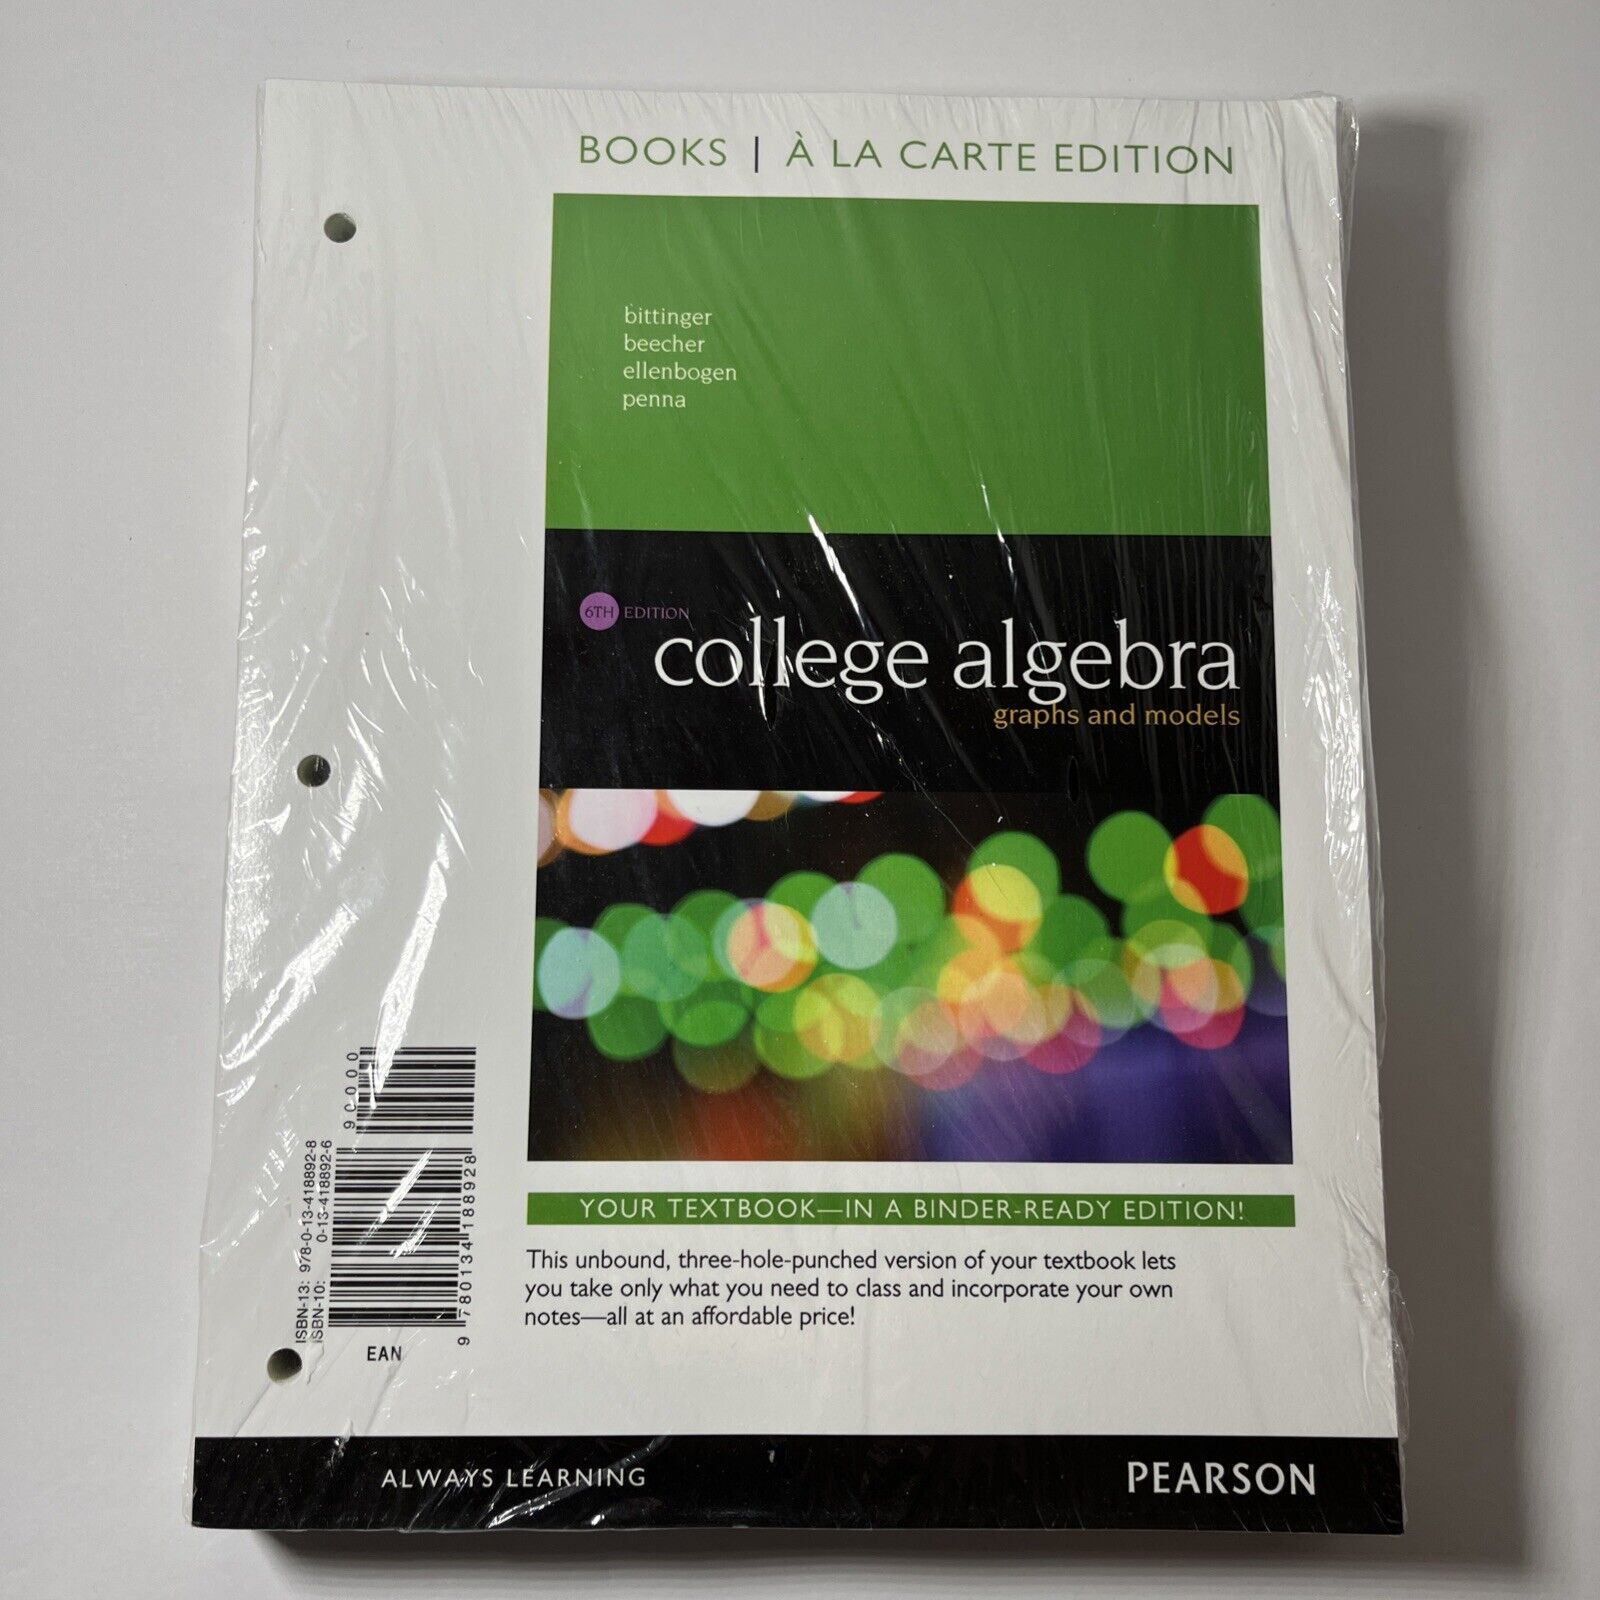 BOOKS | À LA CARTE EDITION
bittinger
beecher
ellenbogen
penna
6TH EDITION
college algebra
graphs and models
90000
ISBN-13: 978-0-13-418892-8
ISBN-10: 0-13-418892-6
9 780134 188928
EAN
YOUR TEXTBOOK—IN A BINDER-READY EDITION!
This unbound, three-hole-punched version of your textbook lets
you take only what you need to class and incorporate your own
notes—all at an affordable price!
ALWAYS LEARNING
PEARSON